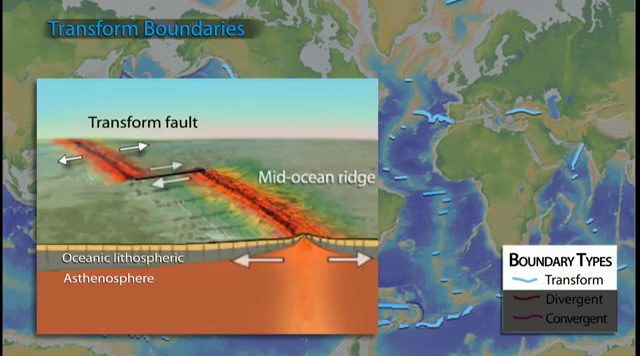 Transform Boundaries
Transform fault
Mid-ocean ridge
Oceanic lithospheric
Asthenosphere
BOUNDARY TYPES
Transform
Divergent
Convergent